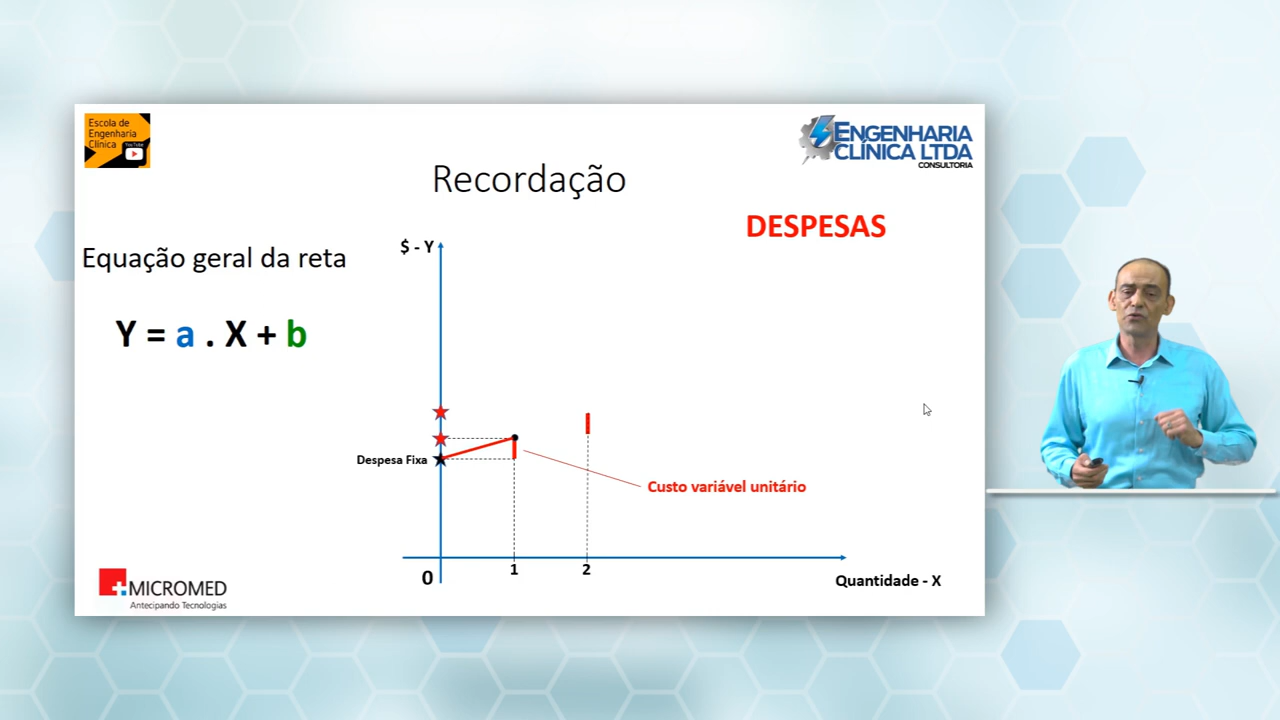 Escola de
Engenharia
Clínica
YouTube
ENGENHARIA
CLÍNICA LTDA
CONSULTORIA
Recordação
DESPESAS
Equação geral da reta
$ - Y
Y = a . X + b
Despesa Fixa
Custo variável unitário
0
1
2
Quantidade - X
MICROMED
Antecipando Tecnologias